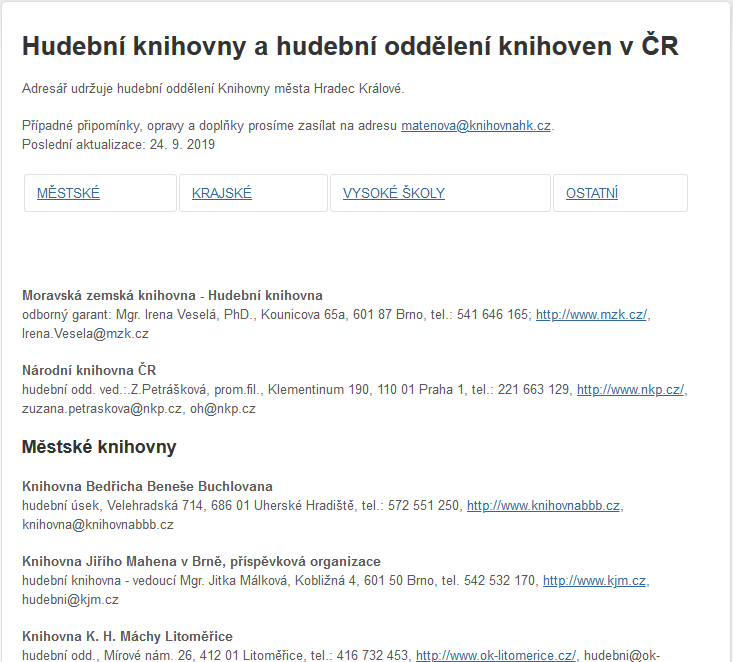 Hudební knihovny a hudební oddělení knihoven v ČR
Adresář udržuje hudební oddělení Knihovny města Hradec Králové.
Případné připomínky, opravy a doplňky prosíme zasílat na adresu matenova@knihovnahk.cz.
Poslední aktualizace: 24. 9. 2019
MĚSTSKÉ KRAJSKÉ VYSOKÉ ŠKOLY OSTATNÍ
Moravská zemská knihovna - Hudební knihovna
odborný garant: Mgr. Irena Veselá, PhD., Kounicova 65a, 601 87 Brno, tel.: 541 646 165; http://www.mzk.cz/,
Irena.Vesela@mzk.cz
Národní knihovna ČR
hudební odd. ved.:.Z.Petrášková, prom.fil., Klementinum 190, 110 01 Praha 1, tel.: 221 663 129, http://www.nkp.cz/,
zuzana.petraskova@nkp.cz, oh@nkp.cz
Městské knihovny
Knihovna Bedřicha Beneše Buchlovana
hudební úsek, Velehradská 714, 686 01 Uherské Hradiště, tel.: 572 551 250, http://www.knihovnabbb.cz,
knihovna@knihovnabbb.cz
Knihovna Jiřího Mahena v Brně, příspěvková organizace
hudební knihovna - vedoucí Mgr. Jitka Málková, Kobližná 4, 601 50 Brno, tel. 542 532 170, http://www.kjm.cz,
hudebni@kjm.cz
Knihovna K. H. Máchy Litoměřice
hudební odd., Mírové nám. 26, 412 01 Litoměřice, tel.: 416 732 453, http://www.ok-litomerice.cz/, hudebni@ok-